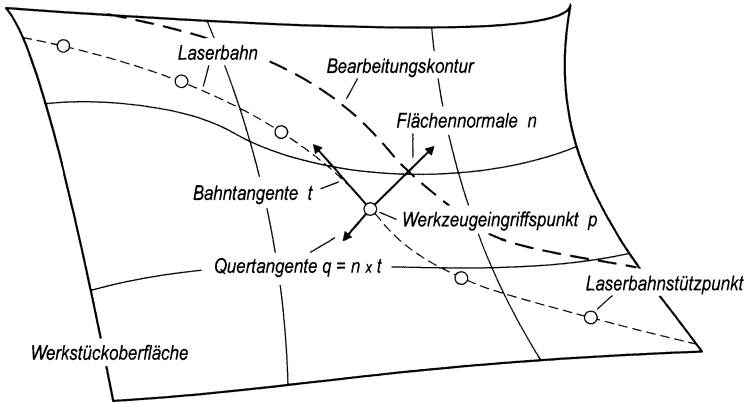 Laserbahn
Bearbeitungskontur
Flächennormale n
Bahntangente t
Werkzeugeingriffspunkt p
Quertangente q = n x t
Laserbahnstützpunkt
Werkstückoberfläche